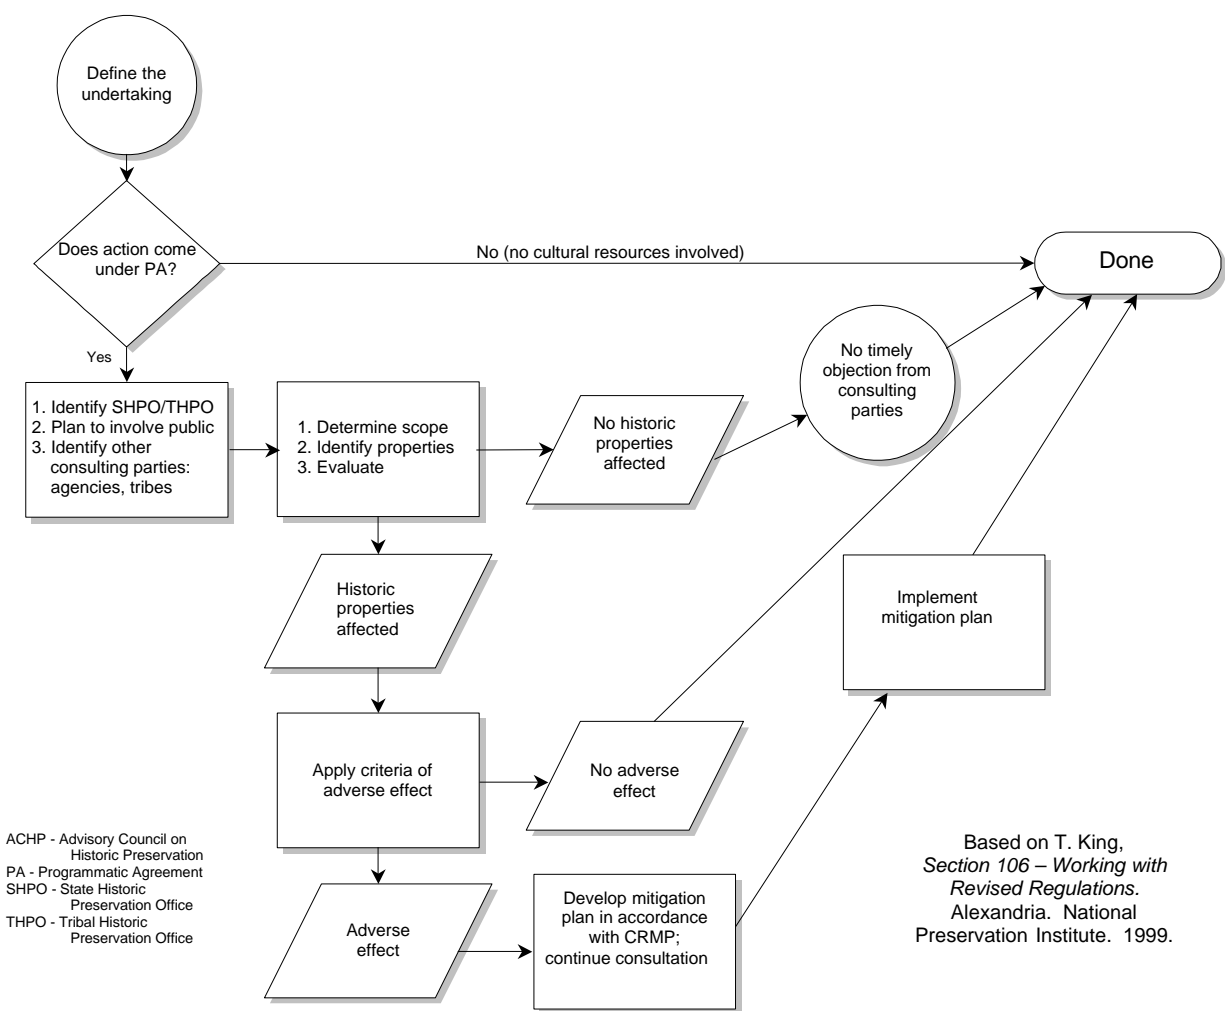 Define the
undertaking
Does action come
under PA?
No (no cultural resources involved)
Done
Yes
1. Identify SHPO/THPO
2. Plan to involve public
3. Identify other
consulting parties:
agencies, tribes
1. Determine scope
2. Identify properties
3. Evaluate
No historic
properties
affected
No timely
objection from
consulting
parties
Historic
properties
affected
Implement
mitigation plan
Apply criteria of
adverse effect
No adverse
effect
Adverse
effect
Develop mitigation
plan in accordance
with CRMP;
continue consultation
ACHP - Advisory Council on
Historic Preservation
PA - Programmatic Agreement
SHPO - State Historic
Preservation Office
THPO - Tribal Historic
Preservation Office
Based on T. King,
Section 106 – Working with
Revised Regulations.
Alexandria. National
Preservation Institute. 1999.